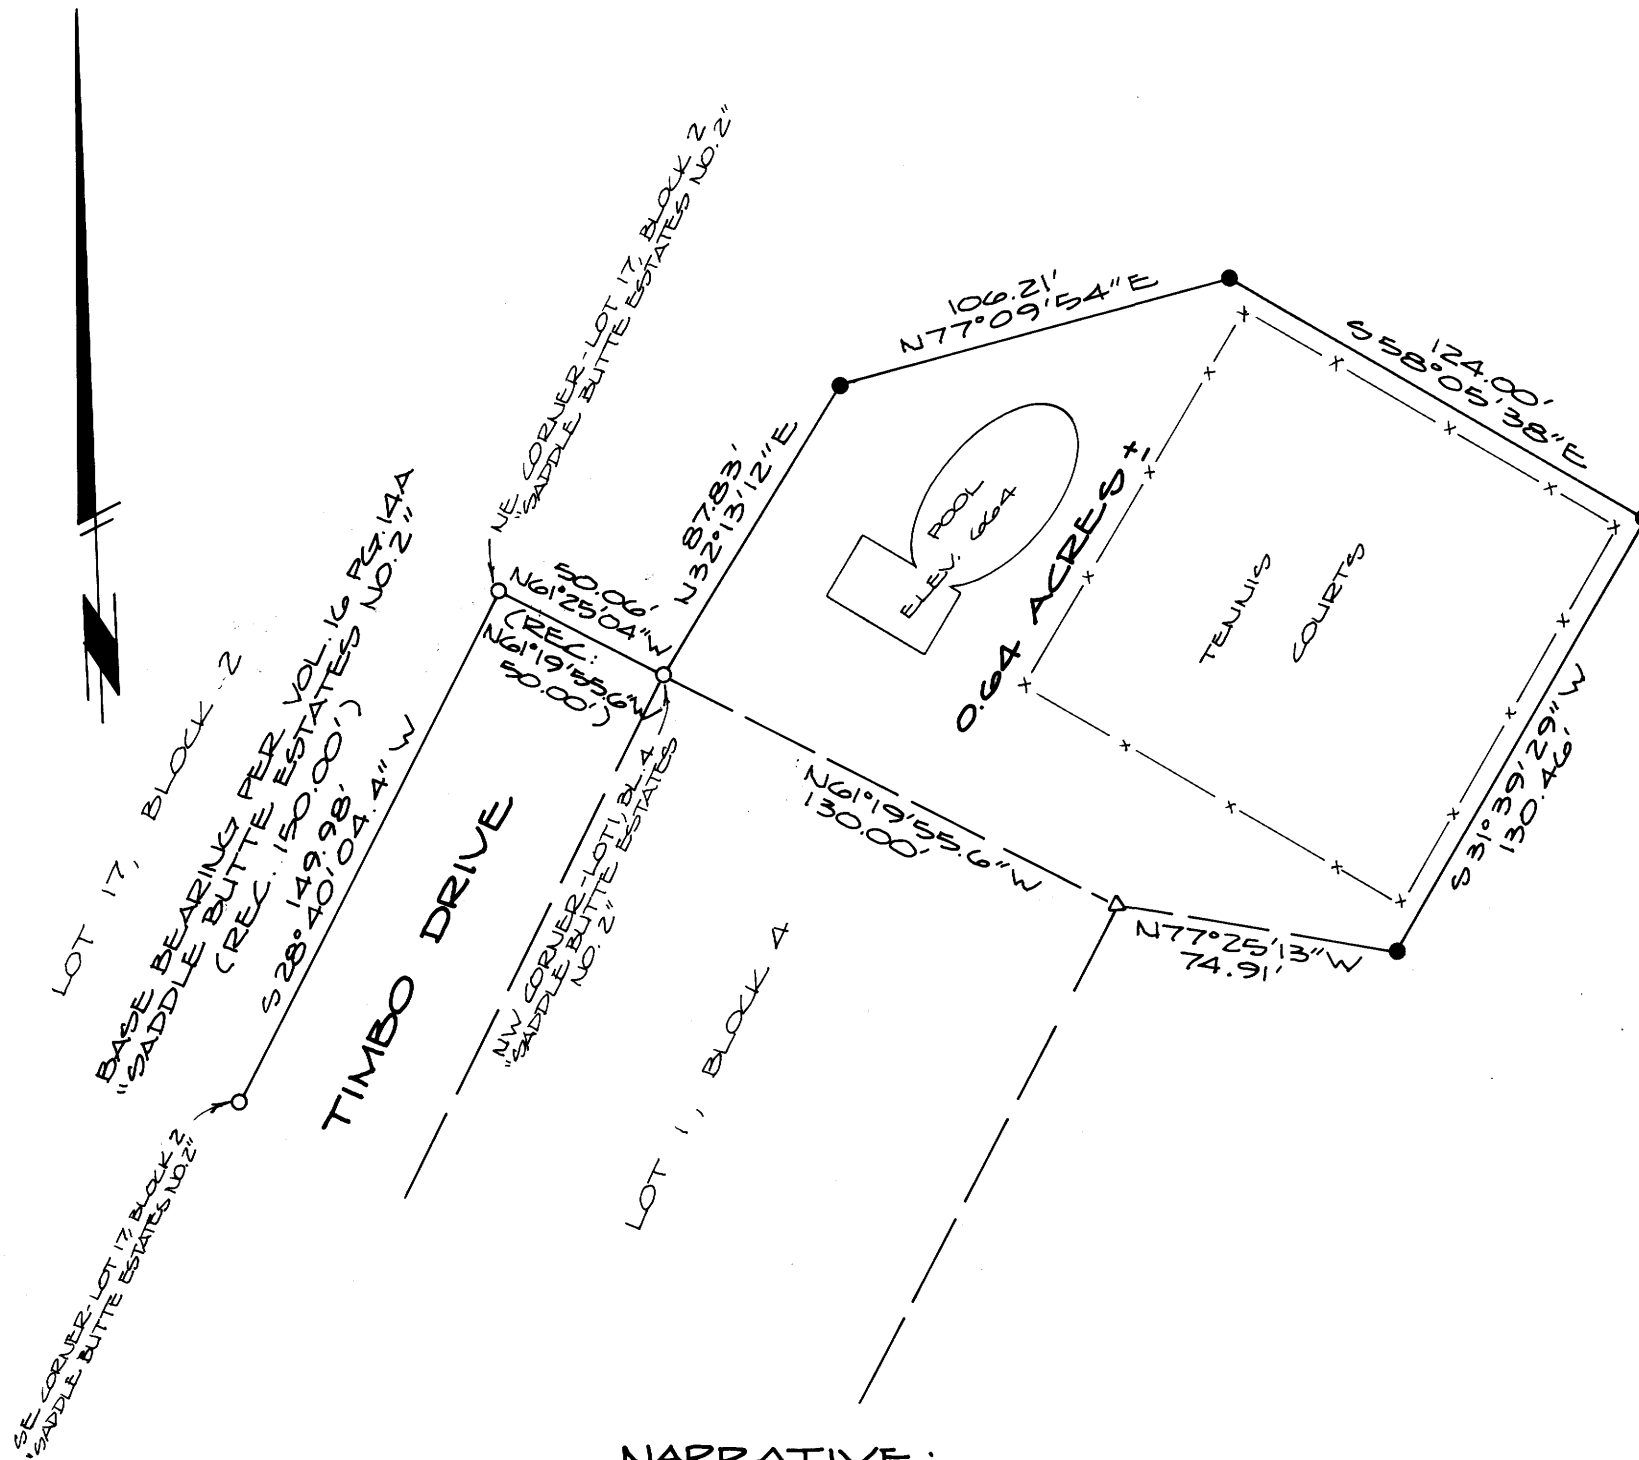 NE CORNER-LOT 17, BLOCK 2
"SADDLE BUTTE ESTATES NO. 2"
106.21'
N77°09'54"E
124.00'
S58°05'38"E
87.83'
N32°13'12"E
POOL
ELEV. 664
0.64 ACRES±
TENNIS
COURTS
50.06'
N61°25'04"W
(REC:
N61°19'55.6"W
50.00')
LOT 17, BLOCK 2
BASE BEARING PER VOL. 16 PG. 14A
"SADDLE BUTTE ESTATES NO. 2"
(REC. 150.00')
149.98'
S28°40'04.4"W
TIMBO DRIVE
NW CORNER-LOT 1, BL. 4
"SADDLE BUTTE ESTATES
NO. 2"
N61°19'55.6"W
130.00'
S31°39'29"W
130.46'
N77°25'13"W
74.91'
LOT 1, BLOCK 4
SE CORNER-LOT 17, BLOCK 2
"SADDLE BUTTE ESTATES NO.2"
NARRATIVE: